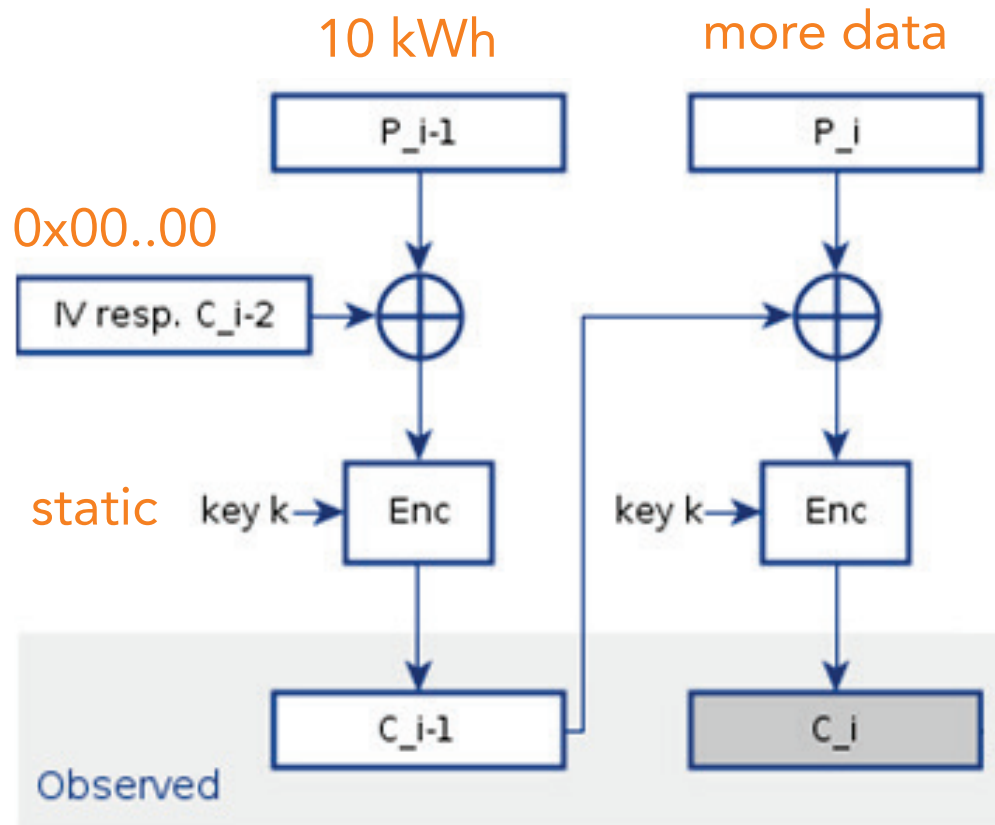 10 kWh
more data
P_i-1
P_i
0x00..00
IV resp. C_i-2
static
key k
Enc
key k
Enc
C_i-1
C_i
Observed